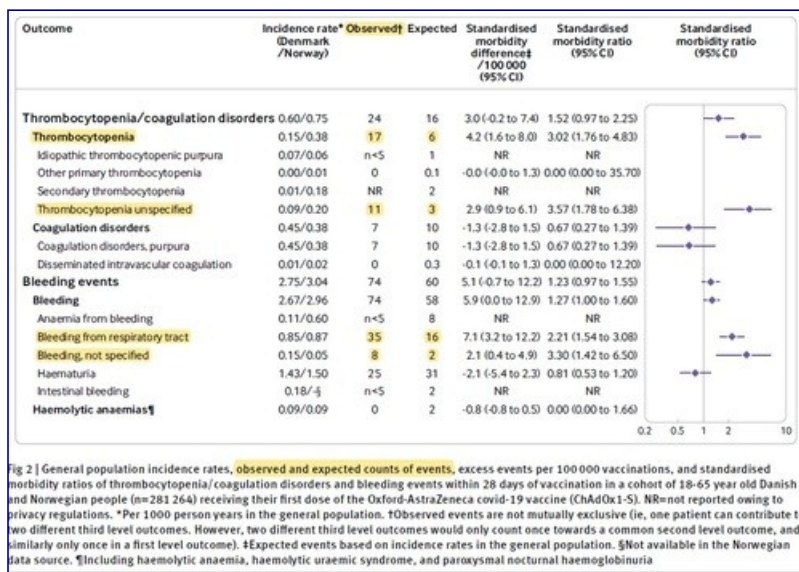 Outcome Incidence rate* Observed† Expected Standardised Standardised Standardised
(Denmark morbidity morbidity ratio morbidity ratio
/Norway) difference‡ (95% CI) (95% CI)
/100 000
(95% CI)
Thrombocytopenia/coagulation disorders 0.60/0.75 24 16 3.0 (-0.2 to 7.4) 1.52 (0.97 to 2.25)
Thrombocytopenia 0.15/0.38 17 6 4.2 (1.6 to 8.0) 3.02 (1.76 to 4.83)
Idiopathic thrombocytopenic purpura 0.07/0.06 n<5 1 NR NR
Other primary thrombocytopenia 0.00/0.01 0 0.1 -0.0 (-0.0 to 1.3) 0.00 (0.00 to 35.70)
Secondary thrombocytopenia 0.01/0.18 NR 2 NR NR
Thrombocytopenia unspecified 0.09/0.20 11 3 2.9 (0.9 to 6.1) 3.57 (1.78 to 6.38)
Coagulation disorders 0.45/0.38 7 10 -1.3 (-2.8 to 1.5) 0.67 (0.27 to 1.39)
Coagulation disorders, purpura 0.45/0.38 7 10 -1.3 (-2.8 to 1.5) 0.67 (0.27 to 1.39)
Disseminated intravascular coagulation 0.01/0.02 0 0.3 -0.1 (-0.1 to 1.3) 0.00 (0.00 to 12.20)
Bleeding events 2.75/3.04 74 60 5.1 (-0.7 to 12.2) 1.23 (0.97 to 1.55)
Bleeding 2.67/2.96 74 58 5.9 (0.0 to 12.9) 1.27 (1.00 to 1.60)
Anaemia from bleeding 0.11/0.60 n<5 8 NR NR
Bleeding from respiratory tract 0.85/0.87 35 16 7.1 (3.2 to 12.2) 2.21 (1.54 to 3.08)
Bleeding, not specified 0.15/0.05 8 2 2.1 (0.4 to 4.9) 3.30 (1.42 to 6.50)
Haematuria 1.43/1.50 25 31 -2.1 (-5.4 to 2.3) 0.81 (0.53 to 1.20)
Intestinal bleeding 0.18/-§ n<5 2 NR NR
Haemolytic anaemias¶ 0.09/0.09 0 2 -0.8 (-0.8 to 0.5) 0.00 (0.00 to 1.66)
0.2 0.5 1 2 10
Fig 2 | General population incidence rates, observed and expected counts of events, excess events per 100 000 vaccinations, and standardised
morbidity ratios of thrombocytopenia/coagulation disorders and bleeding events within 28 days of vaccination in a cohort of 18-65 year old Danish
and Norwegian people (n=281 264) receiving their first dose of the Oxford-AstraZeneca covid-19 vaccine (ChAdOx1-S). NR=not reported owing to
privacy regulations. *Per 1000 person years in the general population. †Observed events are not mutually exclusive (ie, one patient can contribute t
two different third level outcomes. However, two different third level outcomes would only count once towards a common second level outcome, and
similarly only once in a first level outcome). ‡Expected events based on incidence rates in the general population. §Not available in the Norwegian
data source. ¶Including haemolytic anaemia, haemolytic uraemic syndrome, and paroxysmal nocturnal haemoglobinuria